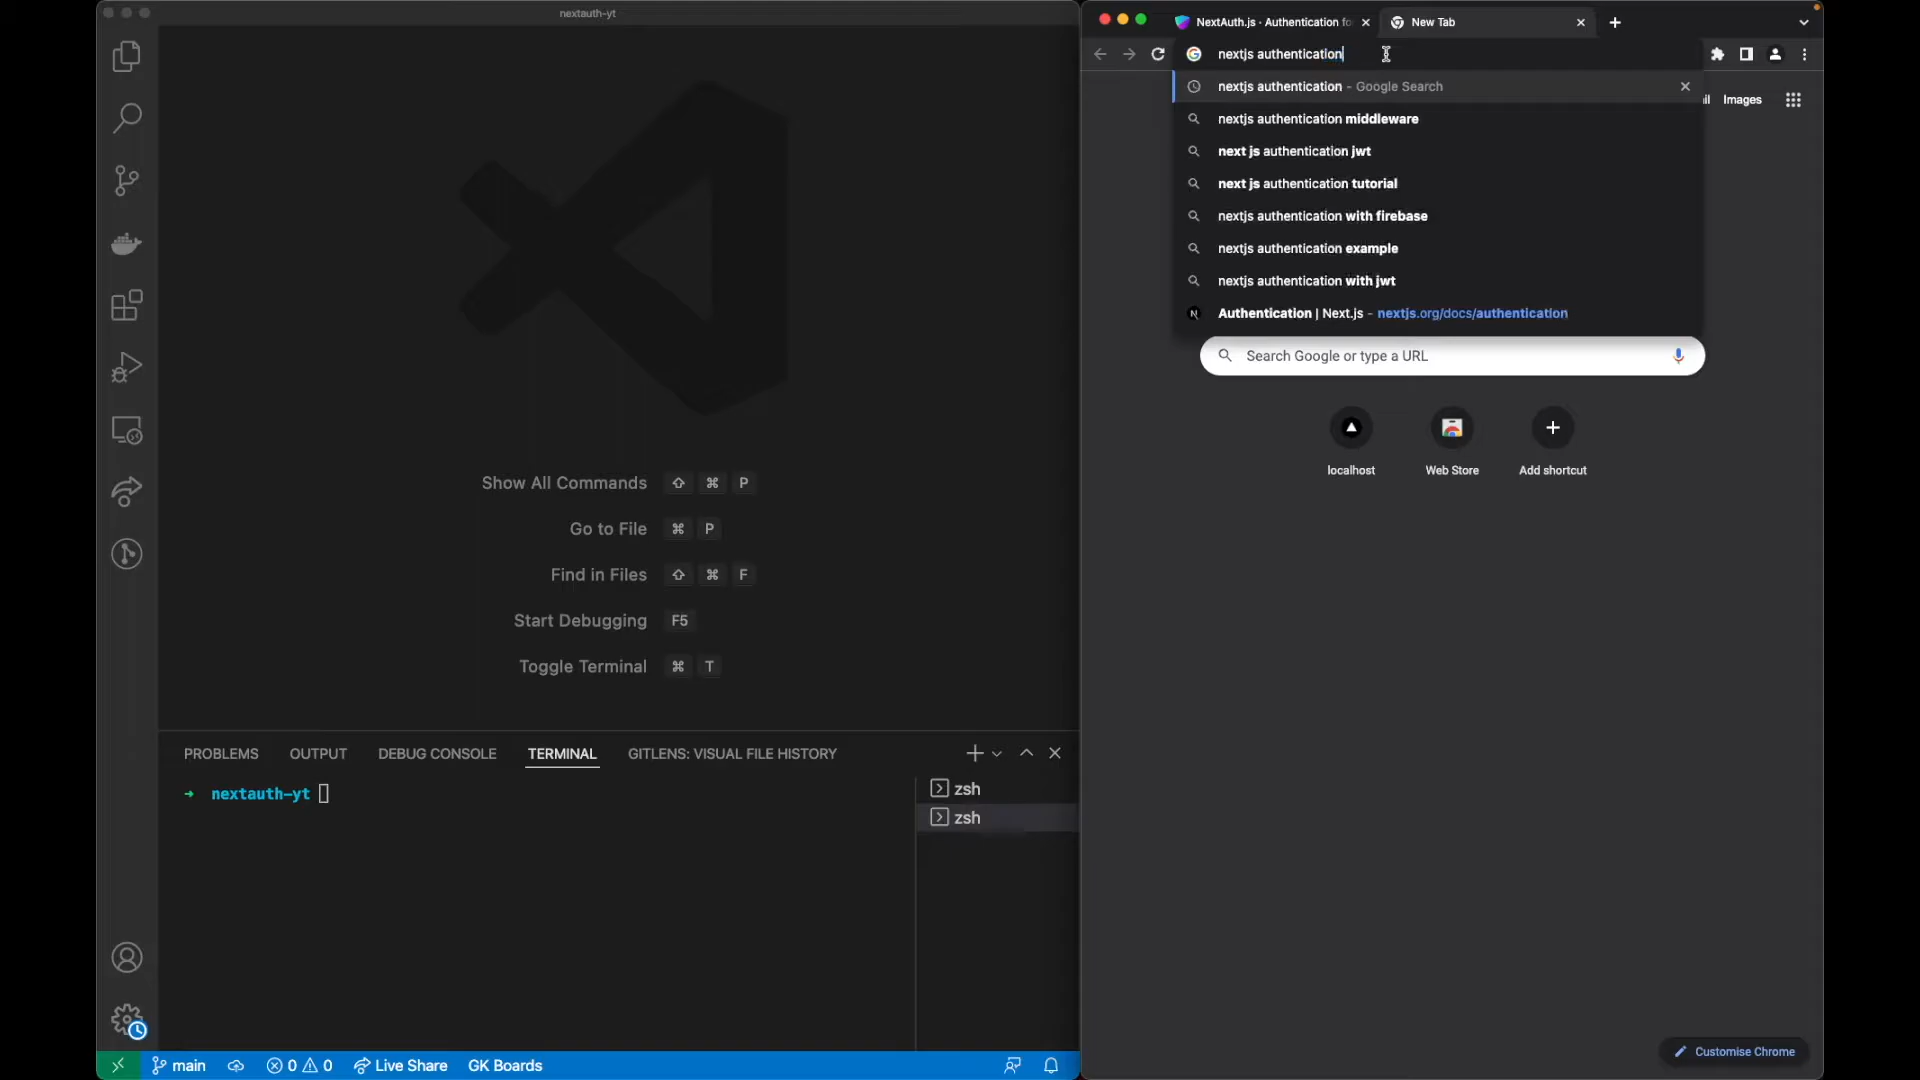 nextauth-yt
Show All Commands ⇧ ⌘ P
Go to File ⌘ P
Find in Files ⇧ ⌘ F
Start Debugging F5
Toggle Terminal ⌘ T
PROBLEMS OUTPUT DEBUG CONSOLE TERMINAL GITLENS: VISUAL FILE HISTORY
→ nextauth-yt
zsh
zsh
main 0 0 Live Share GK Boards
NextAuth.js · Authentication fo New Tab
nextjs authentication
nextjs authentication - Google Search
nextjs authentication middleware
next js authentication jwt
next js authentication tutorial
nextjs authentication with firebase
nextjs authentication example
nextjs authentication with jwt
N Authentication | Next.js - nextjs.org/docs/authentication
Images
Search Google or type a URL
localhost Web Store Add shortcut
Customise Chrome